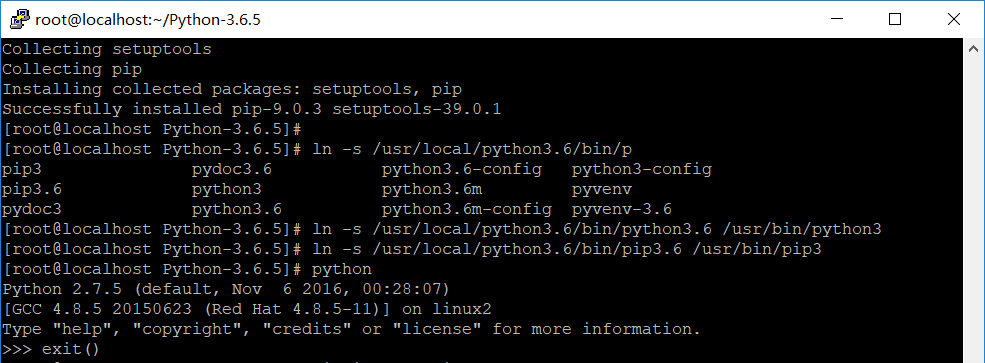 root@localhost:~/Python-3.6.5
Collecting setuptools
Collecting pip
Installing collected packages: setuptools, pip
Successfully installed pip-9.0.3 setuptools-39.0.1
[root@localhost Python-3.6.5]#
[root@localhost Python-3.6.5]# ln -s /usr/local/python3.6/bin/p
pip3 pydoc3.6 python3.6-config python3-config
pip3.6 python3 python3.6m pyvenv
pydoc3 python3.6 python3.6m-config pyvenv-3.6
[root@localhost Python-3.6.5]# ln -s /usr/local/python3.6/bin/python3.6 /usr/bin/python3
[root@localhost Python-3.6.5]# ln -s /usr/local/python3.6/bin/pip3.6 /usr/bin/pip3
[root@localhost Python-3.6.5]# python
Python 2.7.5 (default, Nov  6 2016, 00:28:07)
[GCC 4.8.5 20150623 (Red Hat 4.8.5-11)] on linux2
Type "help", "copyright", "credits" or "license" for more information.
>>> exit()